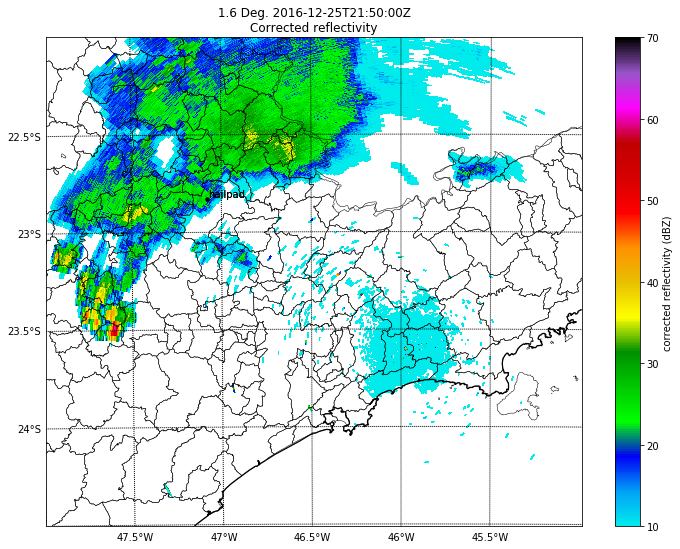 1.6 Deg. 2016-12-25T21:50:00Z
Corrected reflectivity
22.5°S
23°S
23.5°S
24°S
47.5°W
47°W
46.5°W
46°W
45.5°W
hailpad
70
60
50
40
30
20
10
corrected reflectivity (dBZ)